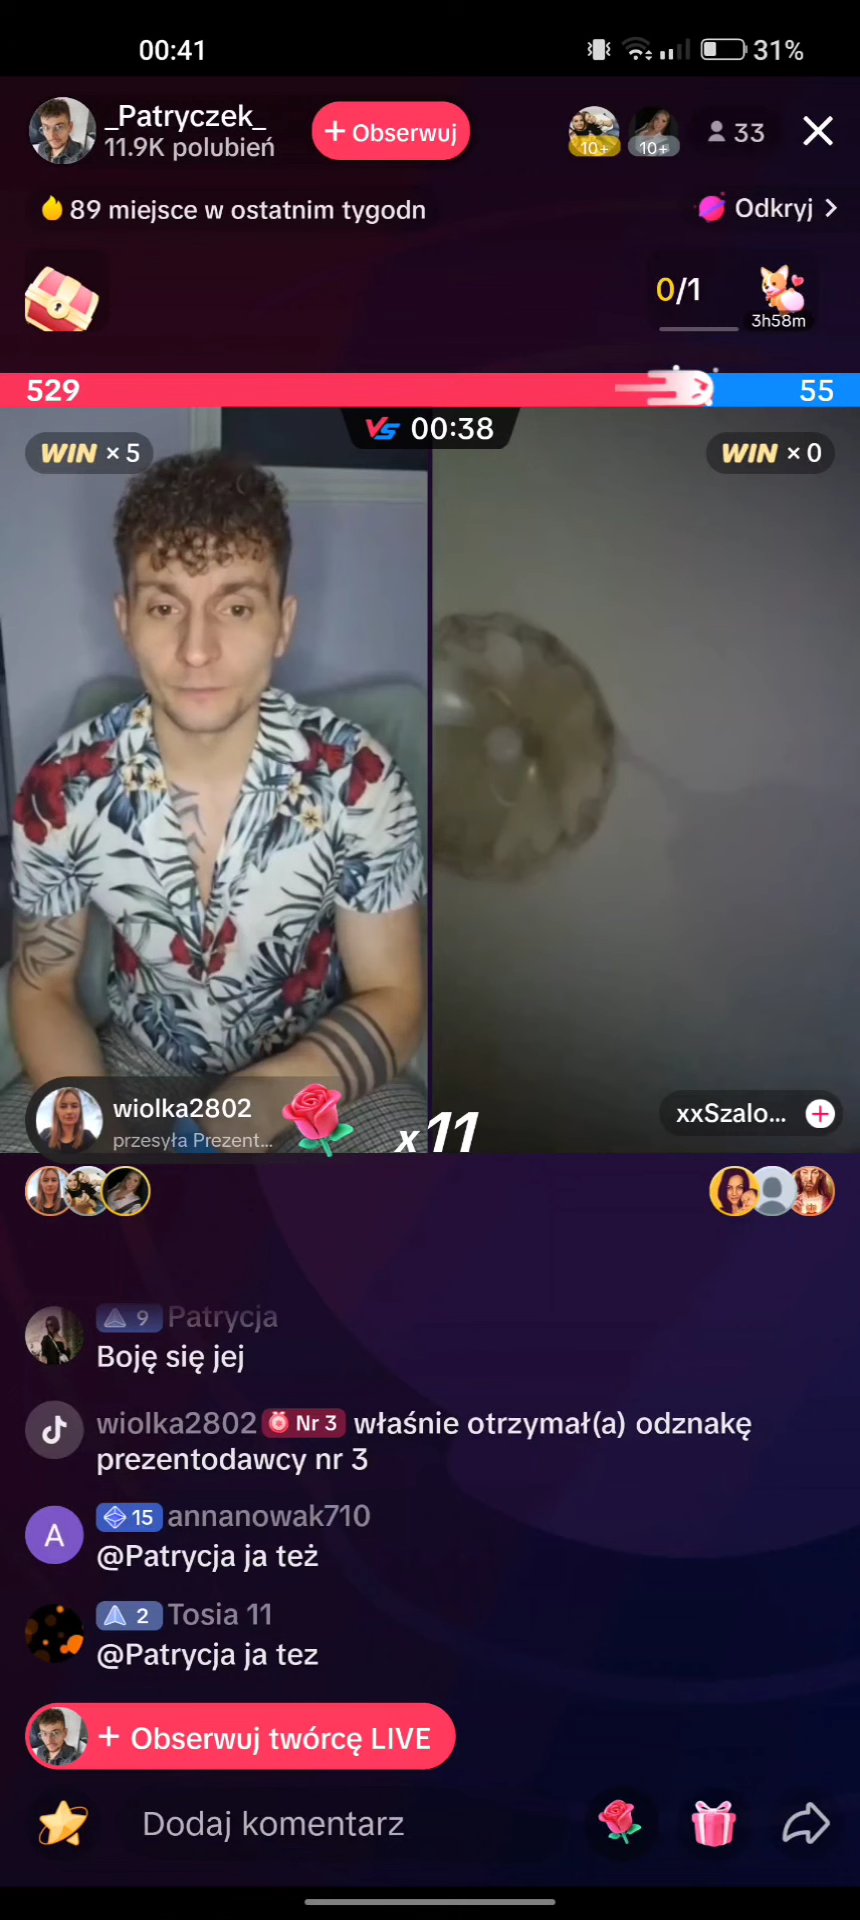 00:41
31%
_Patryczek_
11.9K polubień
+ Obserwuj
10+
10+
33
89 miejsce w ostatnim tygodn
Odkryj
0/1
3h58m
529
55
VS 00:38
WIN × 5
WIN × 0
wiolka2802
przesyła Prezent...
x11
xxSzalo...
9 Patrycja
Boję się jej
wiolka2802 Nr 3 właśnie otrzymał(a) odznakę
prezentodawcy nr 3
A
15 annanowak710
@Patrycja ja też
2 Tosia 11
@Patrycja ja tez
+ Obserwuj twórcę LIVE
Dodaj komentarz